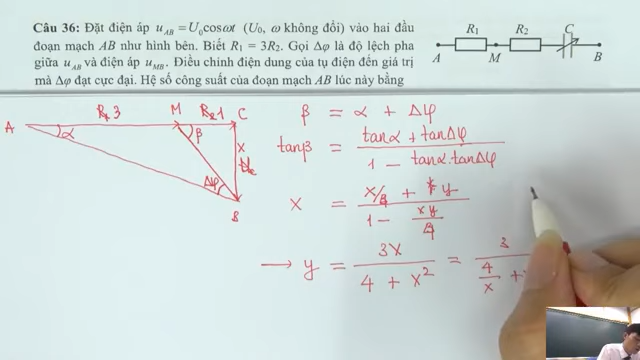 Câu 36: Đặt điện áp u_AB = U₀cosωt (U₀, ω không đổi) vào hai đầu
đoạn mạch AB như hình bên. Biết R₁ = 3R₂. Gọi Δφ là độ lệch pha
giữa u_AB và điện áp u_MB. Điều chỉnh điện dung của tụ điện đến giá trị
mà Δφ đạt cực đại. Hệ số công suất của đoạn mạch AB lúc này bằng
R₁ R₂ C
A M B
R₁ 3 M R₂ 1 C
A α β x
Δφ
B
β = α + Δφ
tanβ = (tanα + tanΔφ) / (1 − tanα.tanΔφ)
x = (x/4 + y) / (1 − xy/4)
→ y = 3x / (4 + x²) = 3 / (4/x +